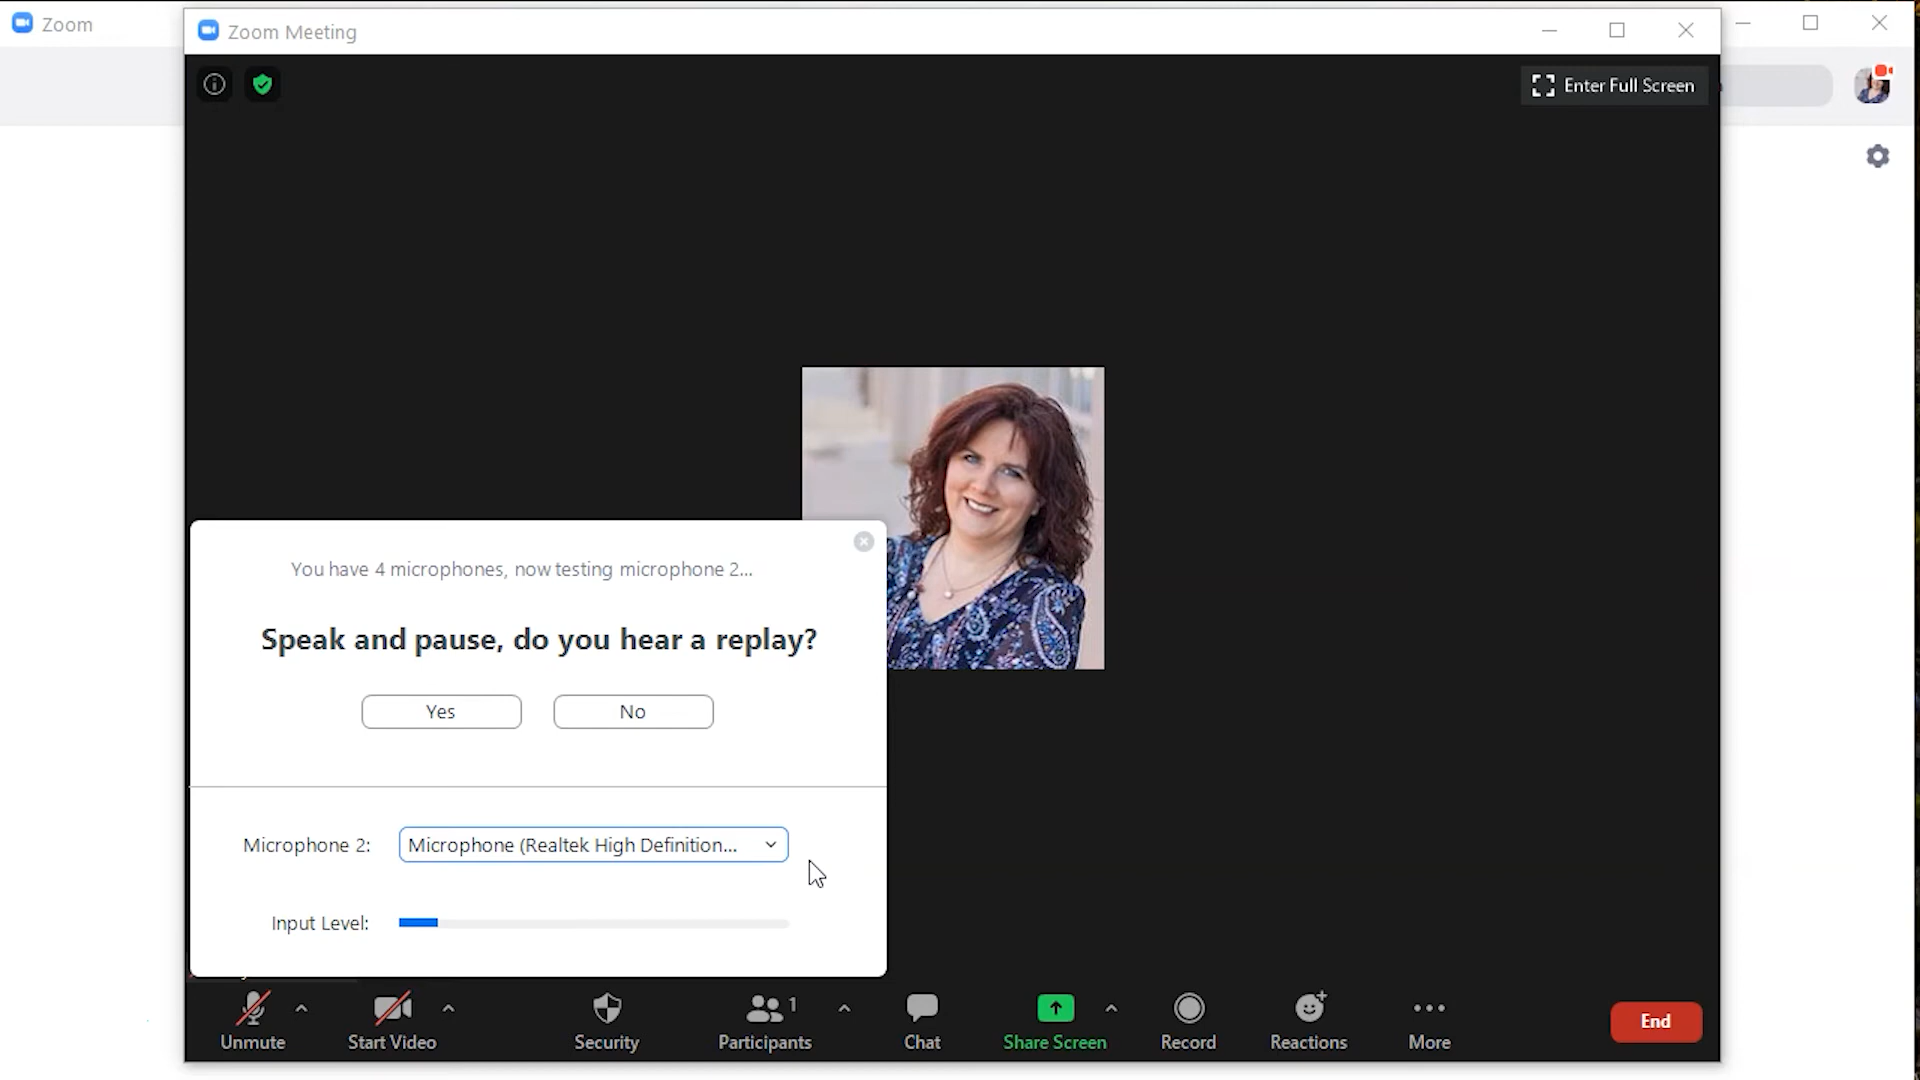 Zoom
Zoom Meeting
Enter Full Screen
You have 4 microphones, now testing microphone 2...
Speak and pause, do you hear a replay?
Yes
No
Microphone 2:
Microphone (Realtek High Definition...
Input Level:
1
Unmute
Start Video
Security
Participants
Chat
Share Screen
Record
Reactions
More
End